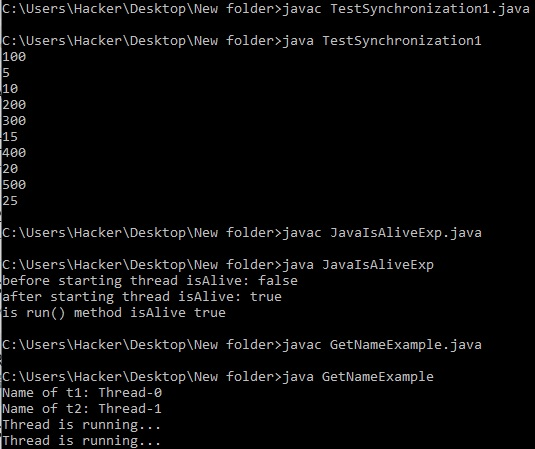 C:\Users\Hacker\Desktop\New folder>javac TestSynchronization1.java
C:\Users\Hacker\Desktop\New folder>java TestSynchronization1
100
5
10
200
300
15
400
20
500
25
C:\Users\Hacker\Desktop\New folder>javac JavaIsAliveExp.java
C:\Users\Hacker\Desktop\New folder>java JavaIsAliveExp
before starting thread isAlive: false
after starting thread isAlive: true
is run() method isAlive true
C:\Users\Hacker\Desktop\New folder>javac GetNameExample.java
C:\Users\Hacker\Desktop\New folder>java GetNameExample
Name of t1: Thread-0
Name of t2: Thread-1
Thread is running...
Thread is running...